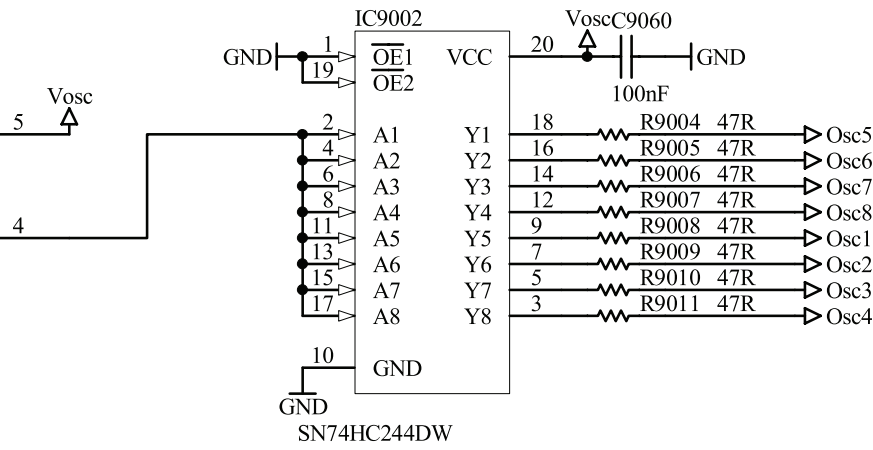 IC9002
Vosc C9060
GND 1 OE1 VCC 20 GND
19 OE2
100nF
Vosc
5
2 A1 Y1 18 R9004 47R Osc5
4 A2 Y2 16 R9005 47R Osc6
6 A3 Y3 14 R9006 47R Osc7
8 A4 Y4 12 R9007 47R Osc8
4 11 A5 Y5 9 R9008 47R Osc1
13 A6 Y6 7 R9009 47R Osc2
15 A7 Y7 5 R9010 47R Osc3
17 A8 Y8 3 R9011 47R Osc4
10 GND
GND
SN74HC244DW